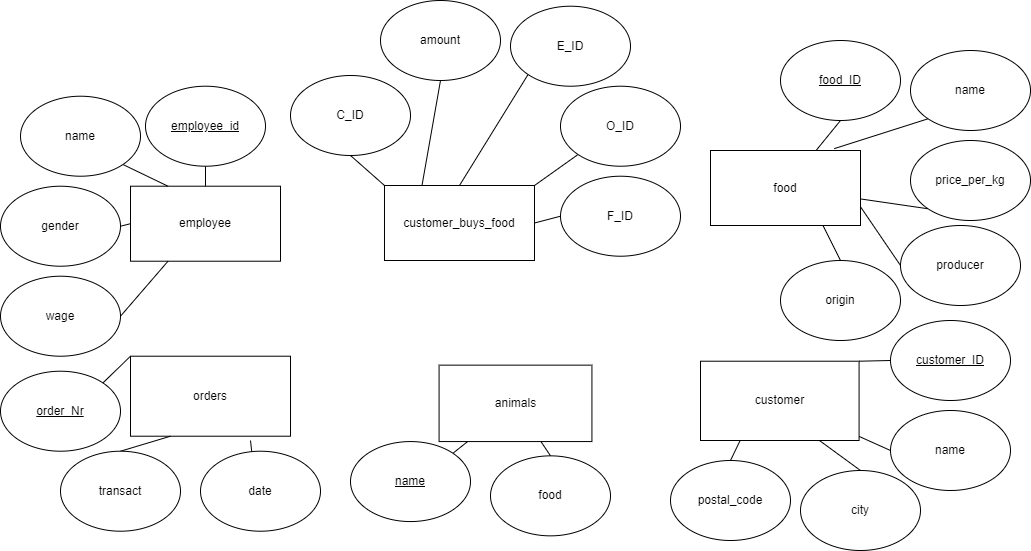 name
employee_id
gender
employee
wage
C_ID
amount
E_ID
O_ID
F_ID
customer_buys_food
food_ID
name
food
price_per_kg
producer
origin
order_Nr
orders
transact
date
animals
name
food
customer
customer_ID
name
postal_code
city